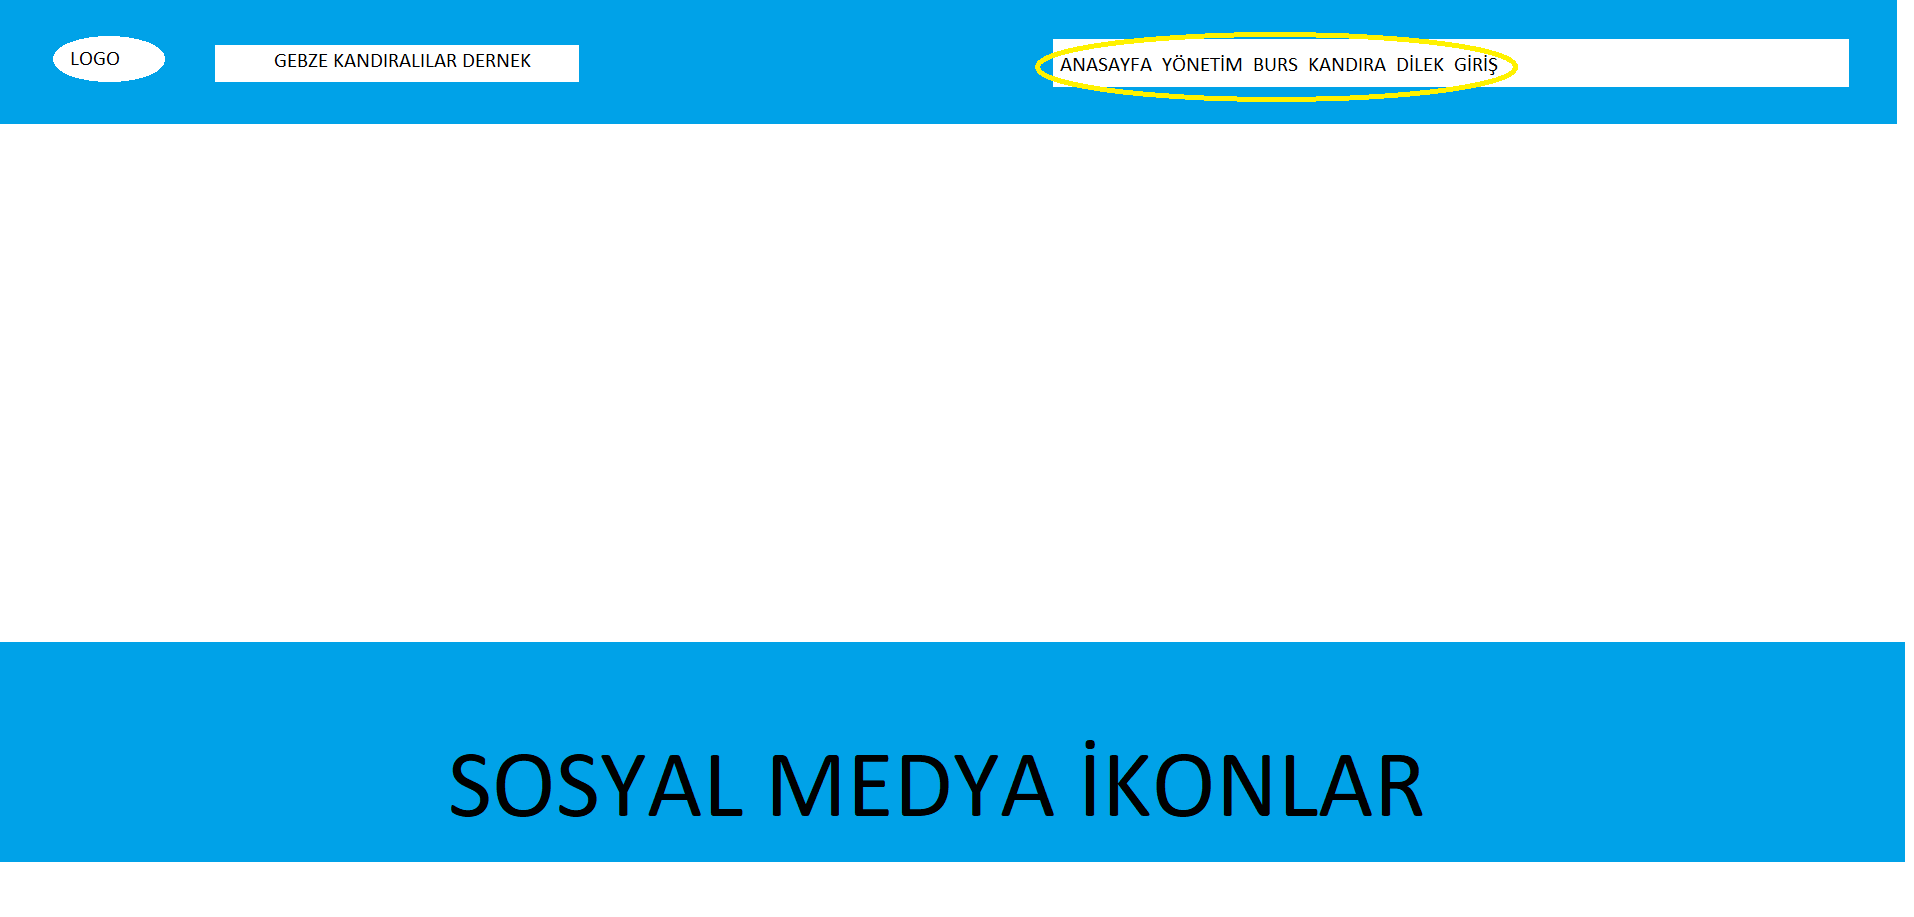 LOGO
GEBZE KANDIRALILAR DERNEK
ANASAYFA YÖNETİM BURS KANDIRA DİLEK GİRİŞ
SOSYAL MEDYA İKONLAR